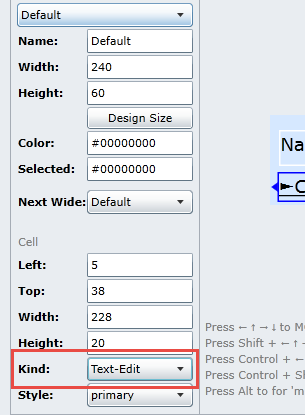 Default
Name: Default
Width: 240
Height: 60
Design Size
Color: #00000000
Selected: #00000000
Next Wide: Default
Cell
Left: 5
Top: 38
Width: 228
Height: 20
Kind: Text-Edit
Style: primary
Na
C
Press ← ↑ → ↓ to M
Press Shift + ← ↑
Press Control + ←
Press Control + S
Press Alt to for 'm